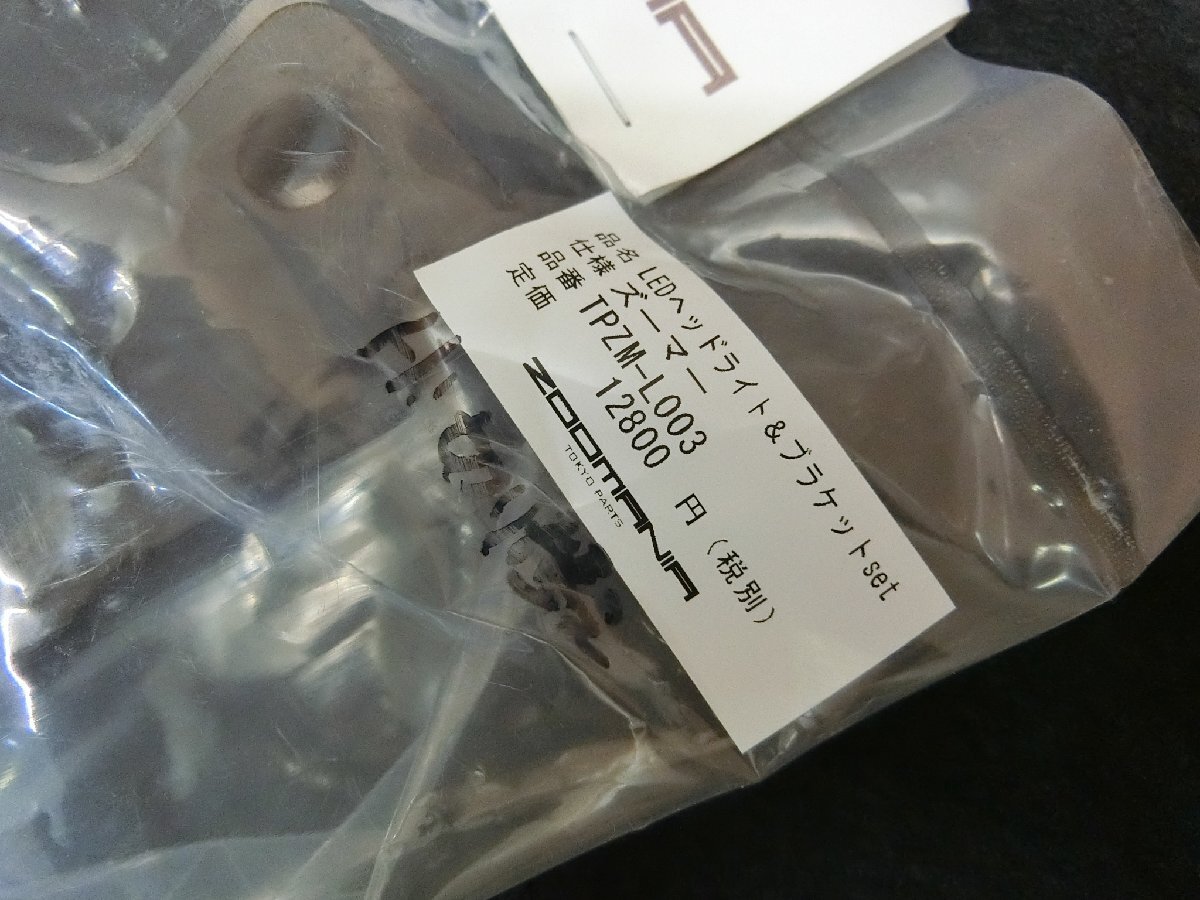 品名 LEDヘッドライト&ブラケットset
仕様 ズーマー
品番 TPZM-L003
定価 12800 円 (税別)
ZOOMANIA
TOKYO PARTS